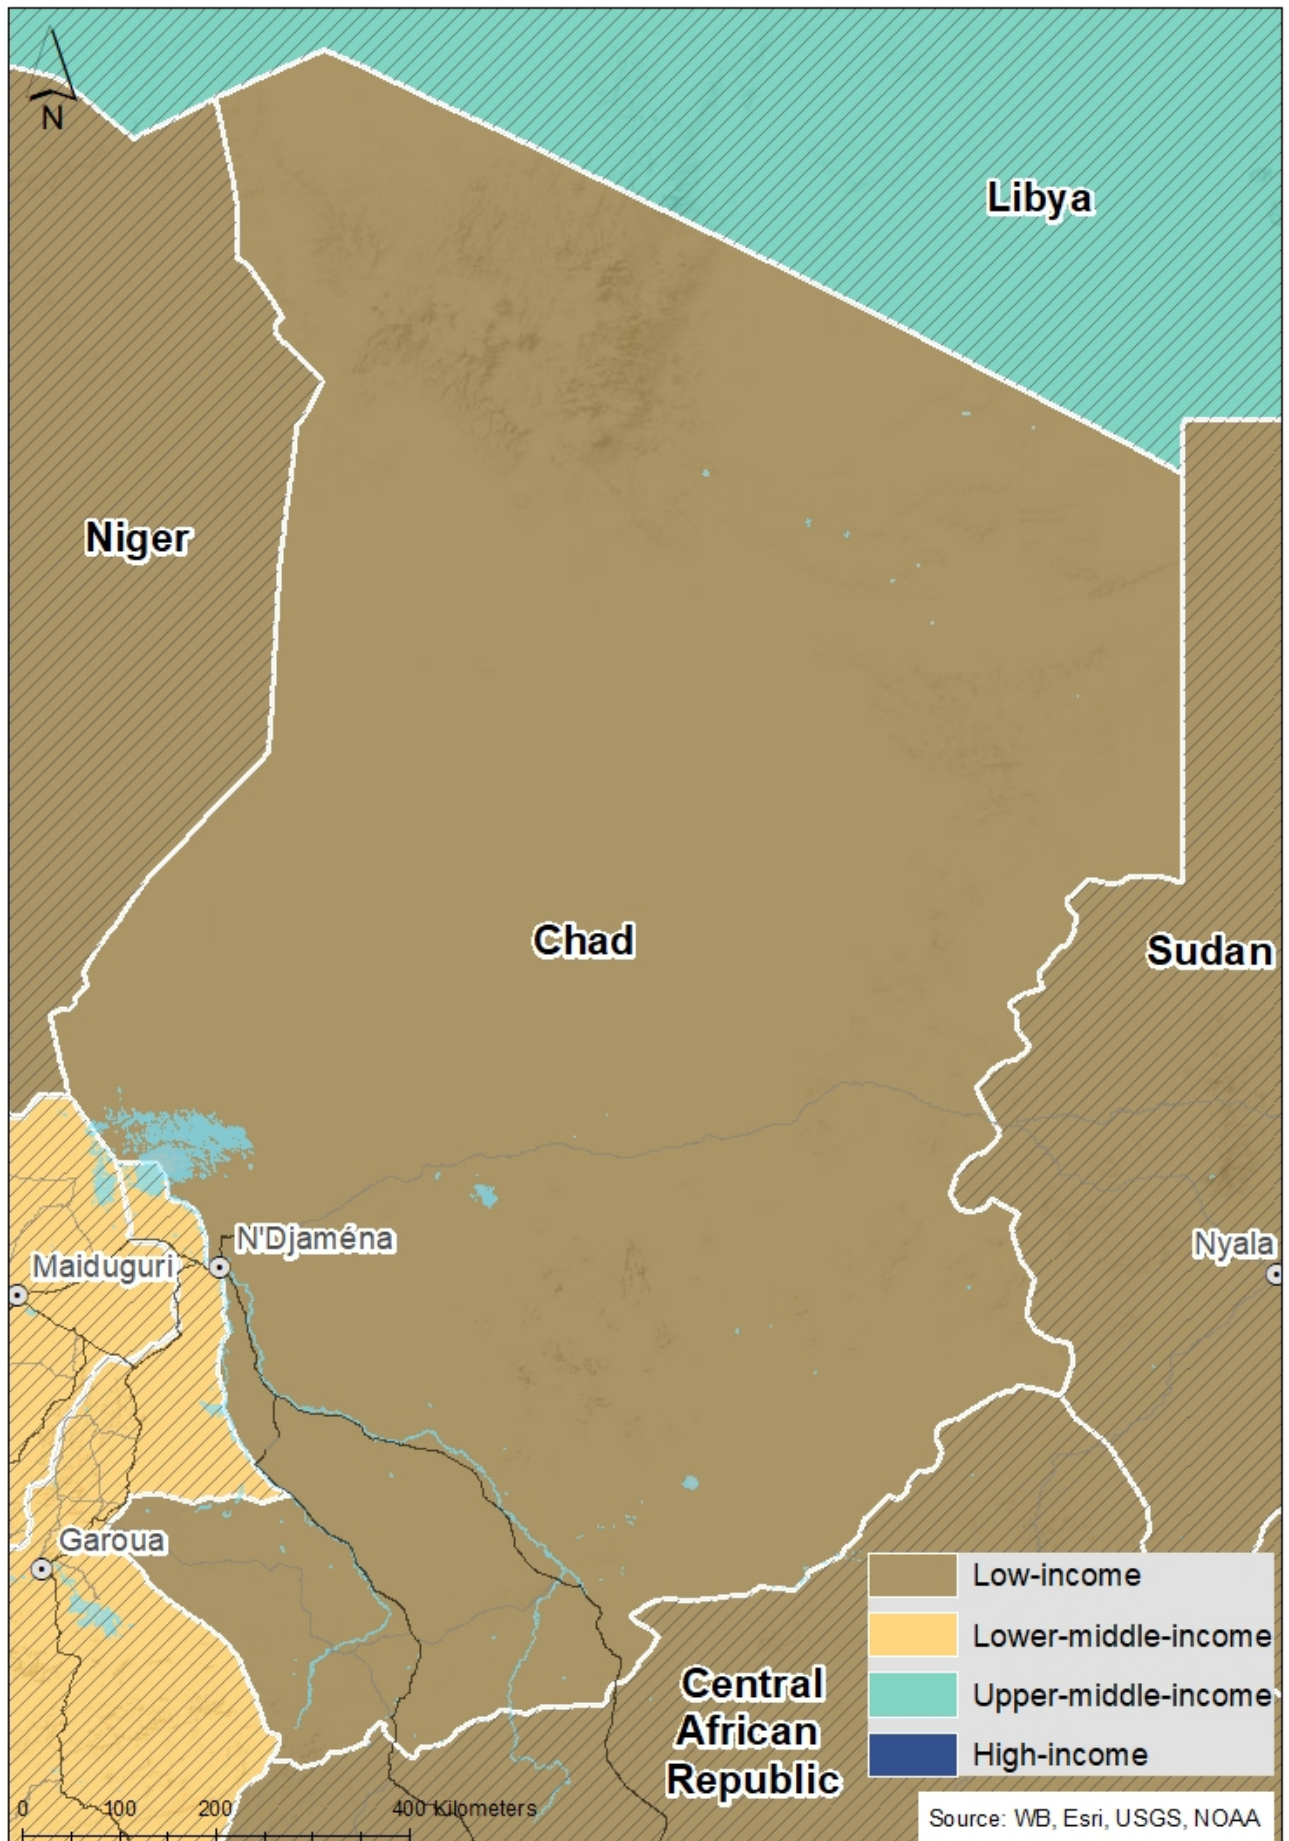 N
Libya
Niger
Chad
Sudan
N'Djaména
Maiduguri
Nyala
Garoua
Low-income
Lower-middle-income
Upper-middle-income
High-income
Central
African
Republic
0 100 200 400 Kilometers
Source: WB, Esri, USGS, NOAA